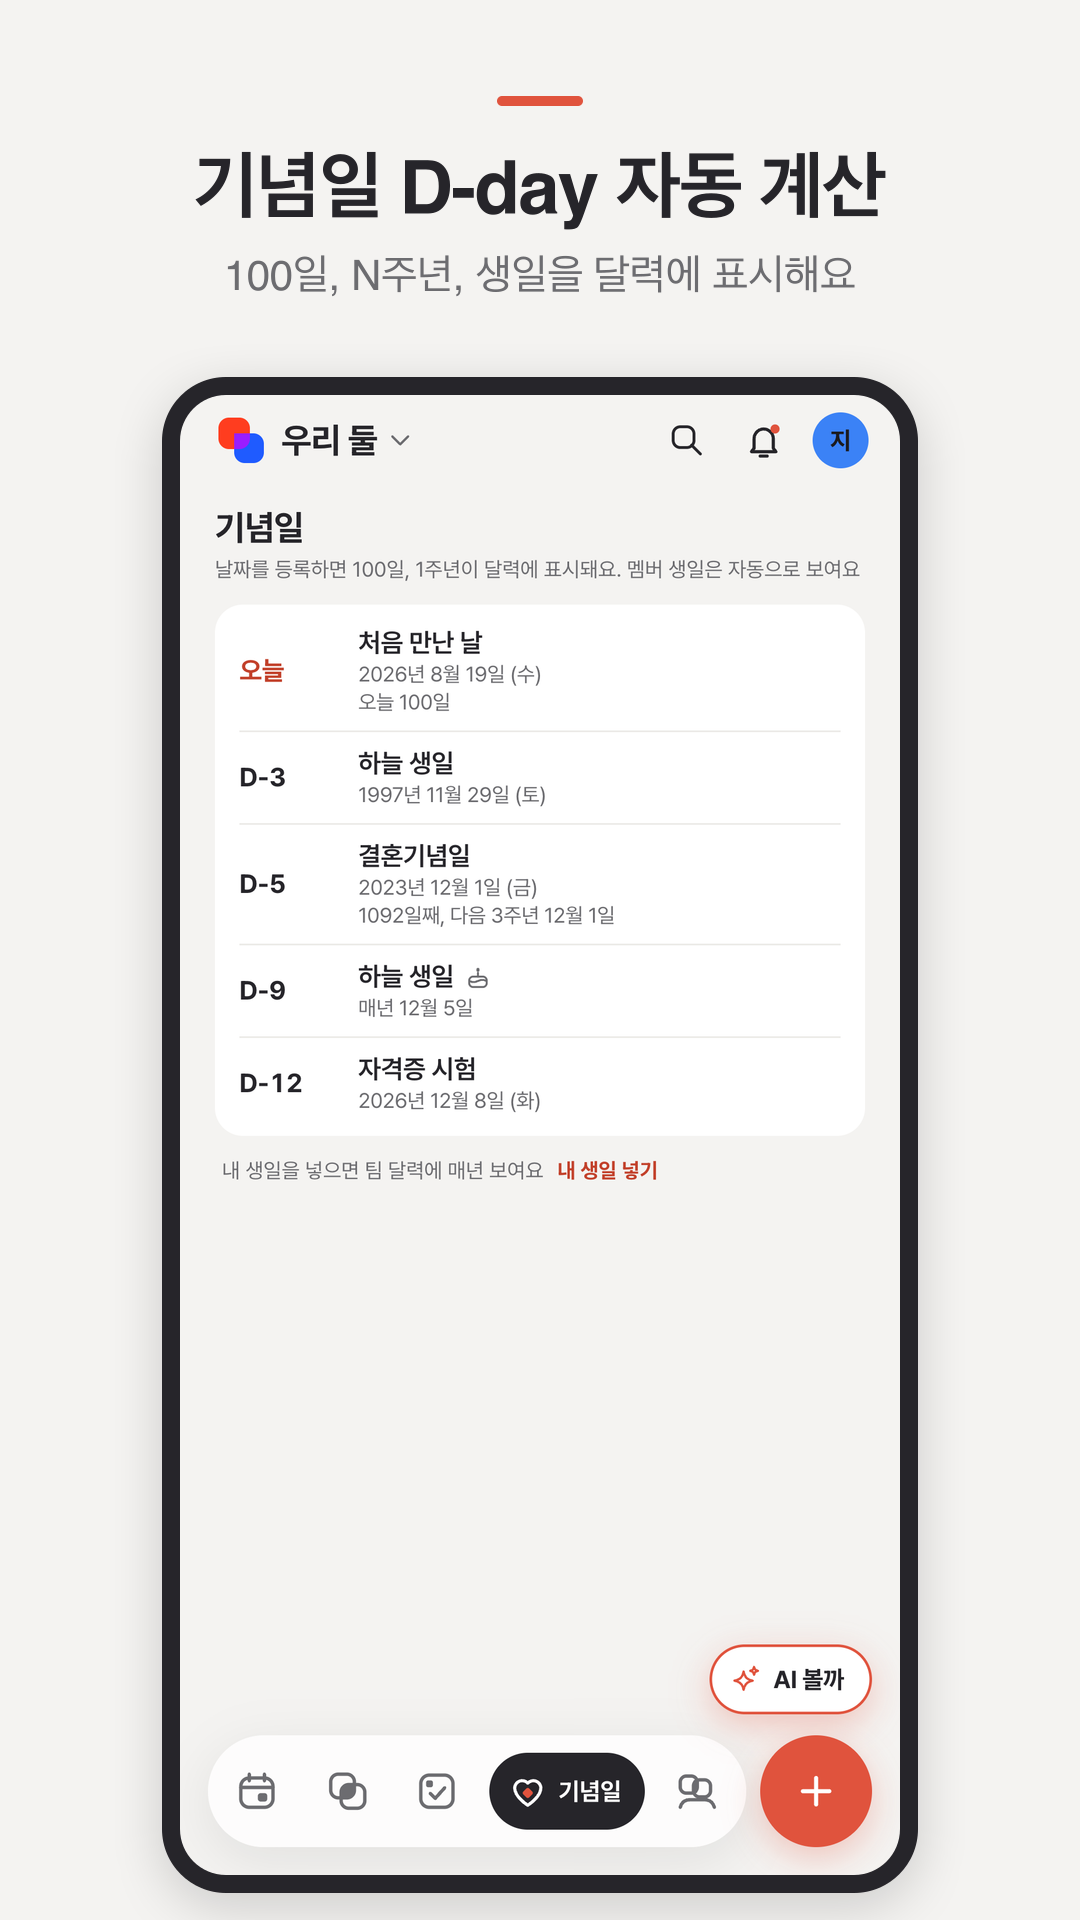 기념일 D-day 자동 계산
100일, N주년, 생일을 달력에 표시해요
우리 둘
지
기념일
날짜를 등록하면 100일, 1주년이 달력에 표시돼요. 멤버 생일은 자동으로 보여요
오늘
처음 만난 날
2026년 8월 19일 (수)
오늘 100일
D-3
하늘 생일
1997년 11월 29일 (토)
D-5
결혼기념일
2023년 12월 1일 (금)
1092일째, 다음 3주년 12월 1일
D-9
하늘 생일
매년 12월 5일
D-12
자격증 시험
2026년 12월 8일 (화)
내 생일을 넣으면 팀 달력에 매년 보여요 내 생일 넣기
AI 볼까
기념일